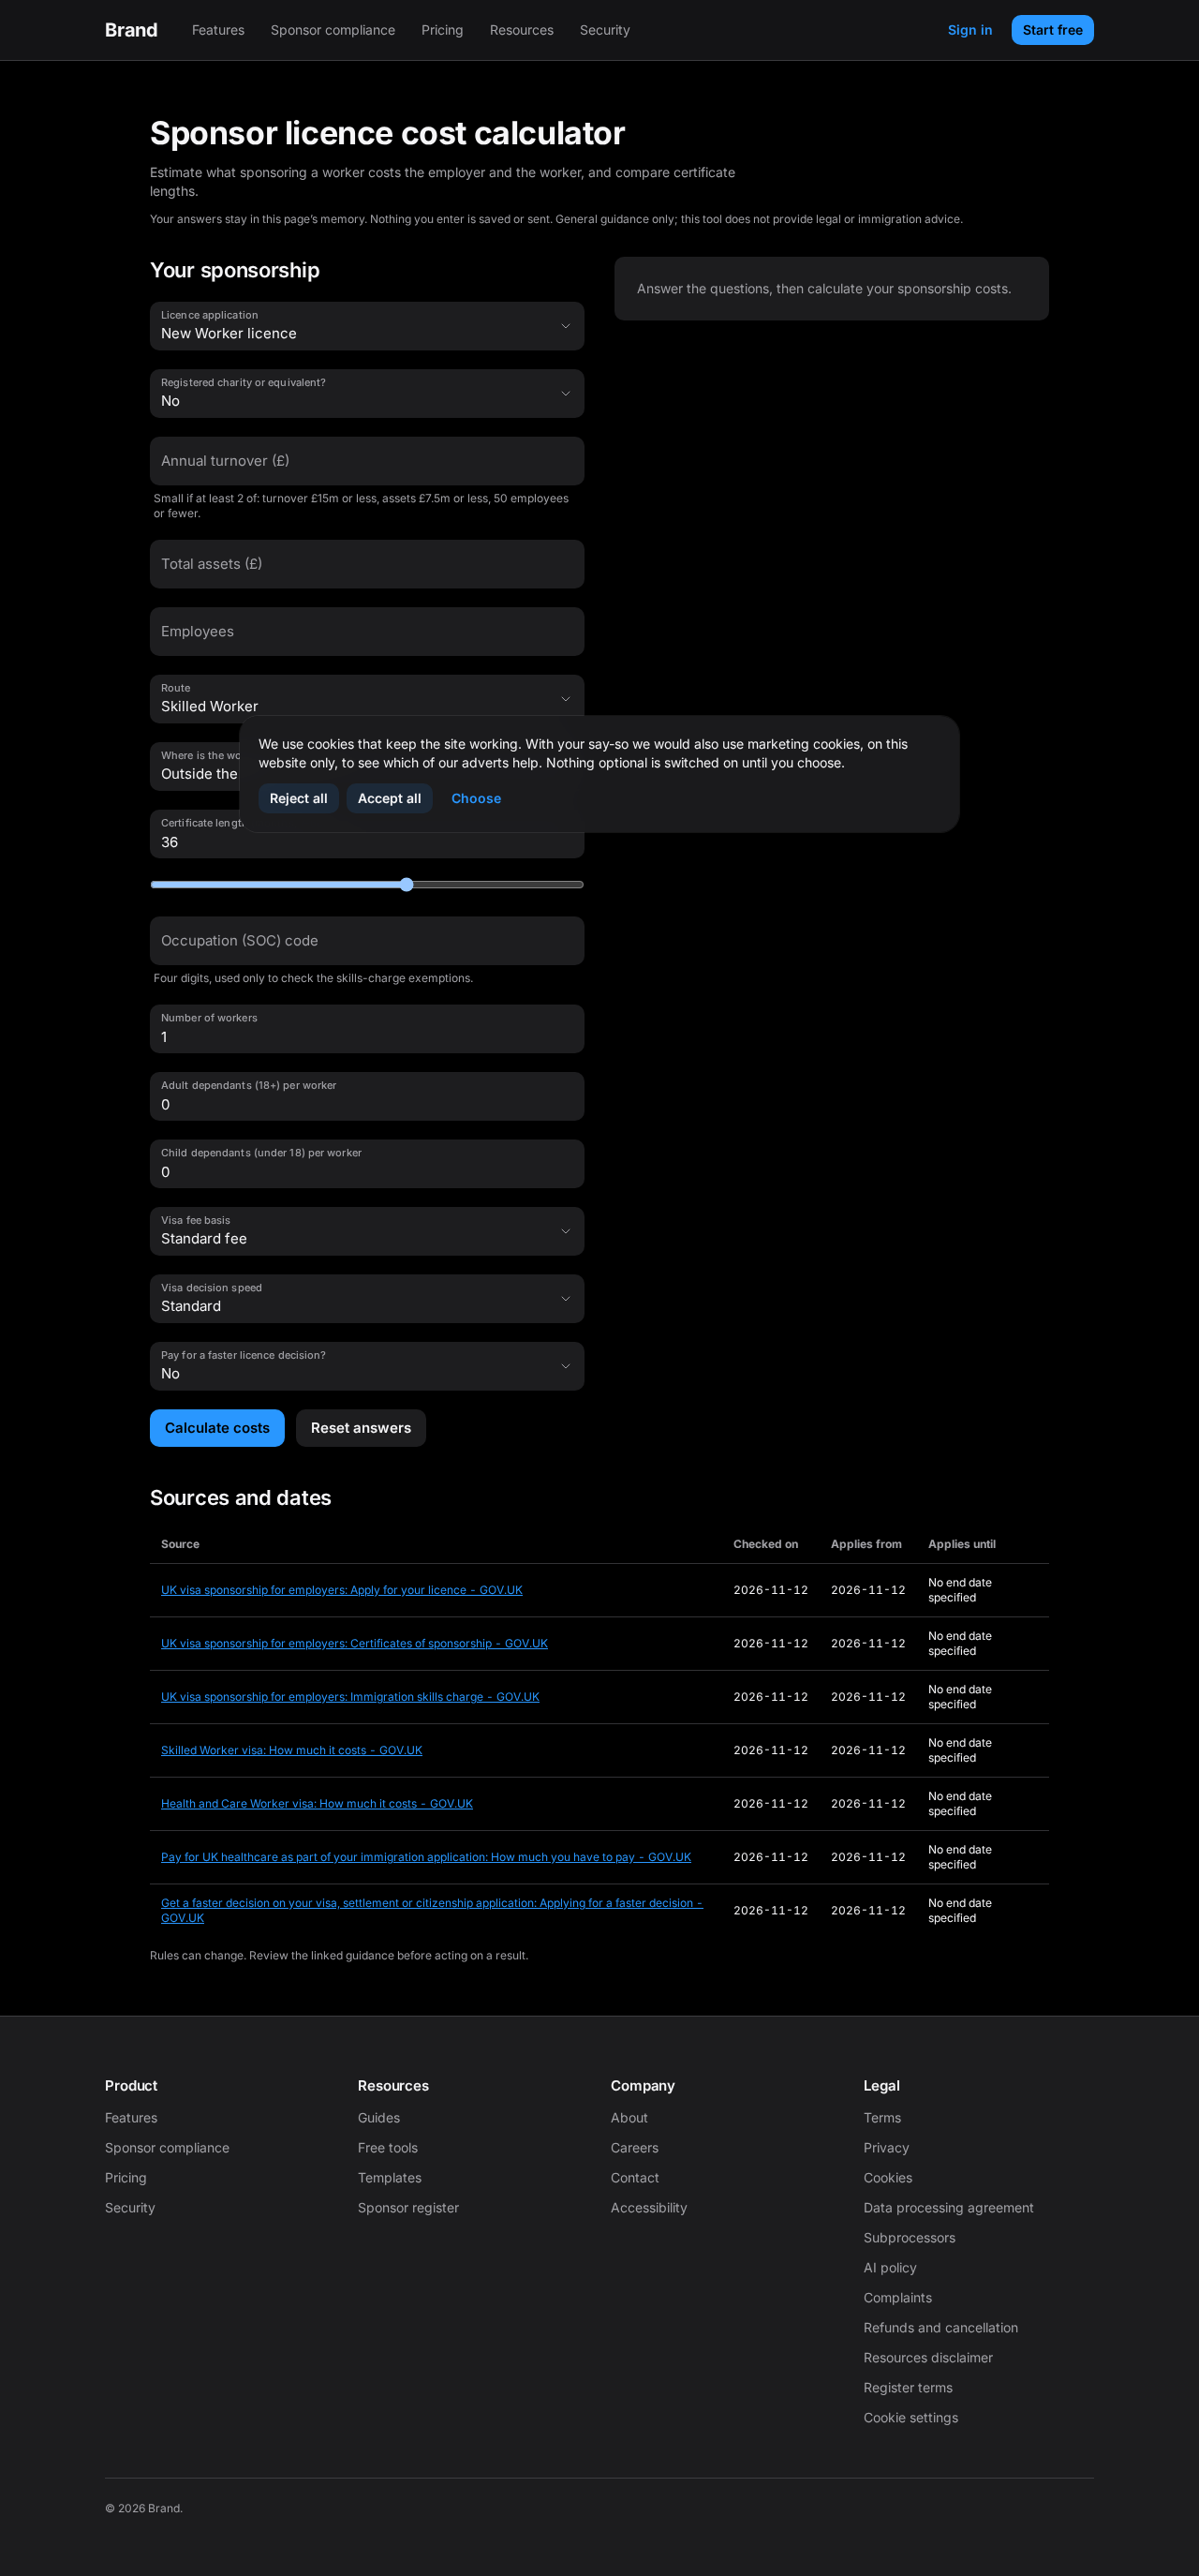 Brand
Features
Sponsor compliance
Pricing
Resources
Security
Sign in
Start free
Sponsor licence cost calculator
Estimate what sponsoring a worker costs the employer and the worker, and compare certificate
lengths.
Your answers stay in this page's memory. Nothing you enter is saved or sent. General guidance only; this tool does not provide legal or immigration advice.
Your sponsorship
Answer the questions, then calculate your sponsorship costs.
Licence application
New Worker licence
Registered charity or equivalent?
No
Annual turnover (£)
Small if at least 2 of: turnover £15m or less, assets £7.5m or less, 50 employees
or fewer.
Total assets (£)
Employees
Route
Skilled Worker
Where is the
Outside the
We use cookies that keep the site working. With your say-so we would also use marketing cookies, on this
website only, to see which of our adverts help. Nothing optional is switched on until you choose.
Reject all
Accept all
Choose
Certificate
36
Occupation (SOC) code
Four digits, used only to check the skills-charge exemptions.
Number of workers
1
Adult dependants (18+) per worker
0
Child dependants (under 18) per worker
0
Visa fee basis
Standard fee
Visa decision speed
Standard
Pay for a faster licence decision?
No
Calculate costs
Reset answers
Sources and dates
Source Checked on Applies from Applies until
UK visa sponsorship for employers: Apply for your licence - GOV.UK 2026-11-12 2026-11-12 No end date
specified
UK visa sponsorship for employers: Certificates of sponsorship - GOV.UK 2026-11-12 2026-11-12 No end date
specified
UK visa sponsorship for employers: Immigration skills charge - GOV.UK 2026-11-12 2026-11-12 No end date
specified
Skilled Worker visa: How much it costs - GOV.UK 2026-11-12 2026-11-12 No end date
specified
Health and Care Worker visa: How much it costs - GOV.UK 2026-11-12 2026-11-12 No end date
specified
Pay for UK healthcare as part of your immigration application: How much you have to pay - GOV.UK 2026-11-12 2026-11-12 No end date
specified
Get a faster decision on your visa, settlement or citizenship application: Applying for a faster decision -
GOV.UK 2026-11-12 2026-11-12 No end date
specified
Rules can change. Review the linked guidance before acting on a result.
Product
Features
Sponsor compliance
Pricing
Security
Resources
Guides
Free tools
Templates
Sponsor register
Company
About
Careers
Contact
Accessibility
Legal
Terms
Privacy
Cookies
Data processing agreement
Subprocessors
AI policy
Complaints
Refunds and cancellation
Resources disclaimer
Register terms
Cookie settings
© 2026 Brand.